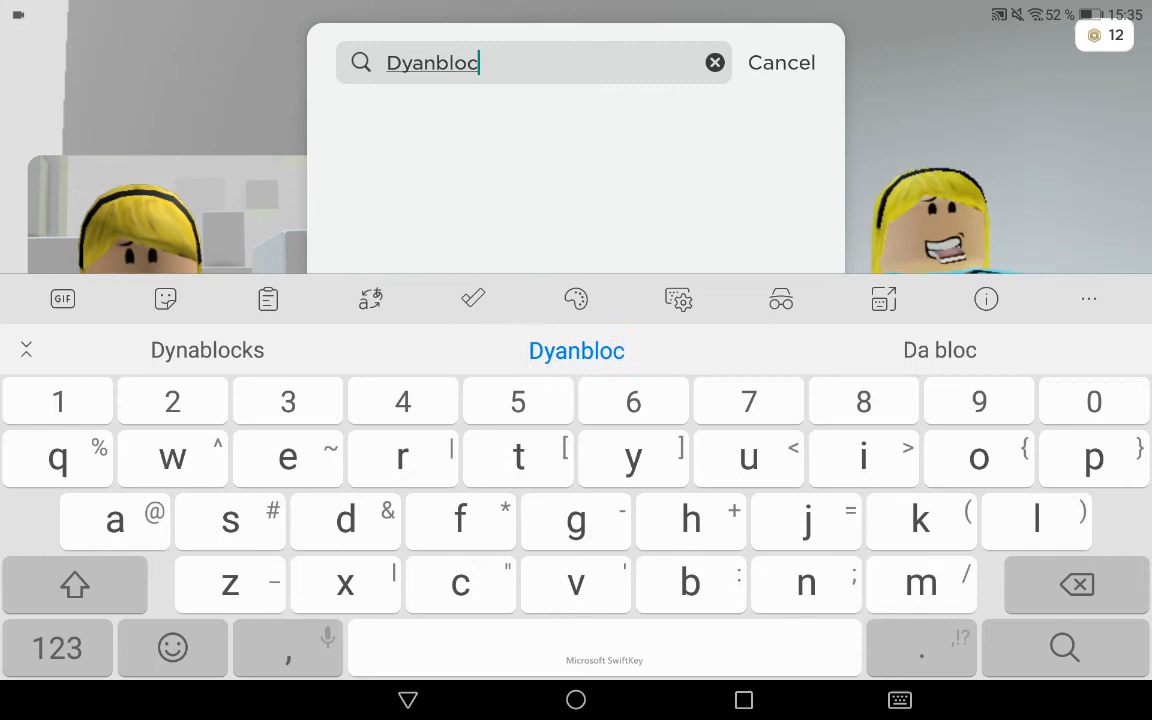 52 % 15:35
12
Dyanbloc Cancel
GIF
Dynablocks Dyanbloc Da bloc
1 2 3 4 5 6 7 8 9 0
q % w ^ e ~ r | t [ y ] u < i > o { p }
a @ s # d & f * g - h + j = k ( l )
z _ x | c " v ' b : n ; m /
123 , Microsoft SwiftKey . ,!?